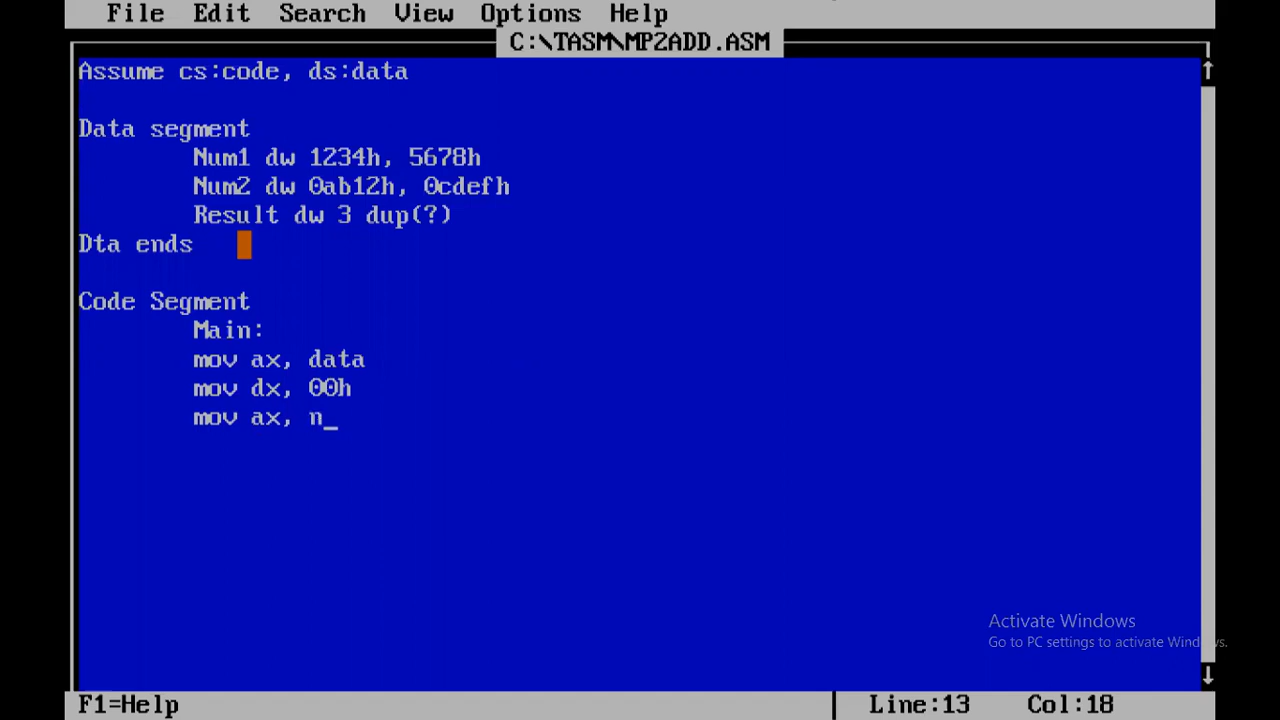 File Edit Search View Options Help
C:\TASM\MP2ADD.ASM
Assume cs:code, ds:data
Data segment
Num1 dw 1234h, 5678h
Num2 dw 0ab12h, 0cdefh
Result dw 3 dup(?)
Dta ends
Code Segment
Main:
mov ax, data
mov dx, 00h
mov ax, n_
Activate Windows
Go to PC settings to activate Windows.
F1=Help Line:13 Col:18